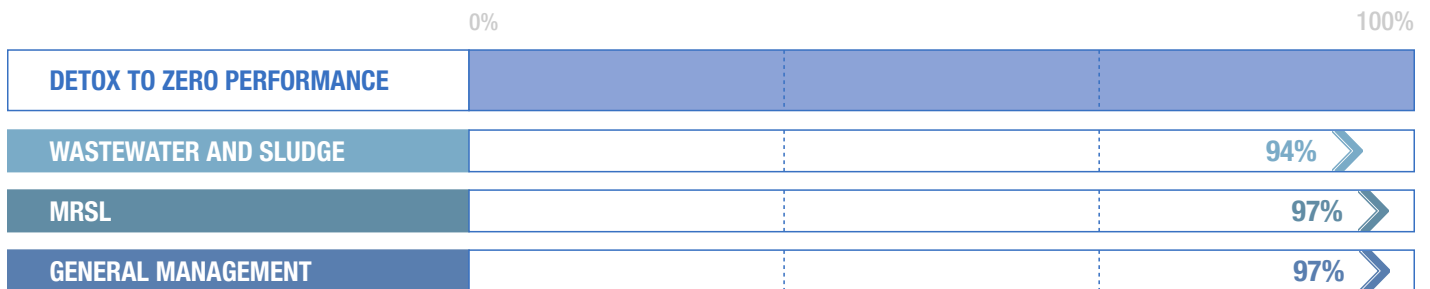 0% 100%
DETOX TO ZERO PERFORMANCE
WASTEWATER AND SLUDGE 94%
MRSL 97%
GENERAL MANAGEMENT 97%